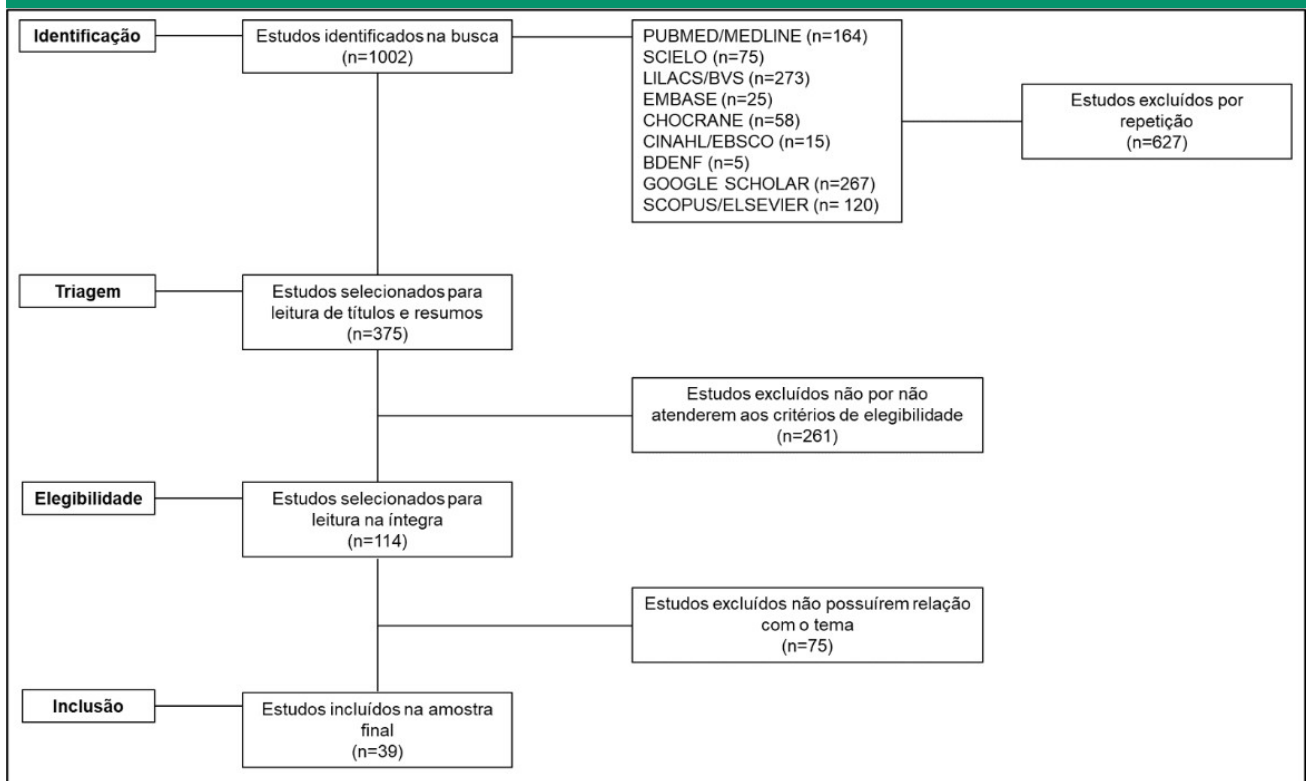 Identificação
Estudos identificados na busca
(n=1002)
PUBMED/MEDLINE (n=164)
SCIELO (n=75)
LILACS/BVS (n=273)
EMBASE (n=25)
CHOCRANE (n=58)
CINAHL/EBSCO (n=15)
BDENF (n=5)
GOOGLE SCHOLAR (n=267)
SCOPUS/ELSEVIER (n= 120)
Estudos excluídos por
repetição
(n=627)
Triagem
Estudos selecionados para
leitura de títulos e resumos
(n=375)
Estudos excluídos não por não
atenderem aos critérios de elegibilidade
(n=261)
Elegibilidade
Estudos selecionados para
leitura na íntegra
(n=114)
Estudos excluídos não possuírem relação
com o tema
(n=75)
Inclusão
Estudos incluídos na amostra
final
(n=39)